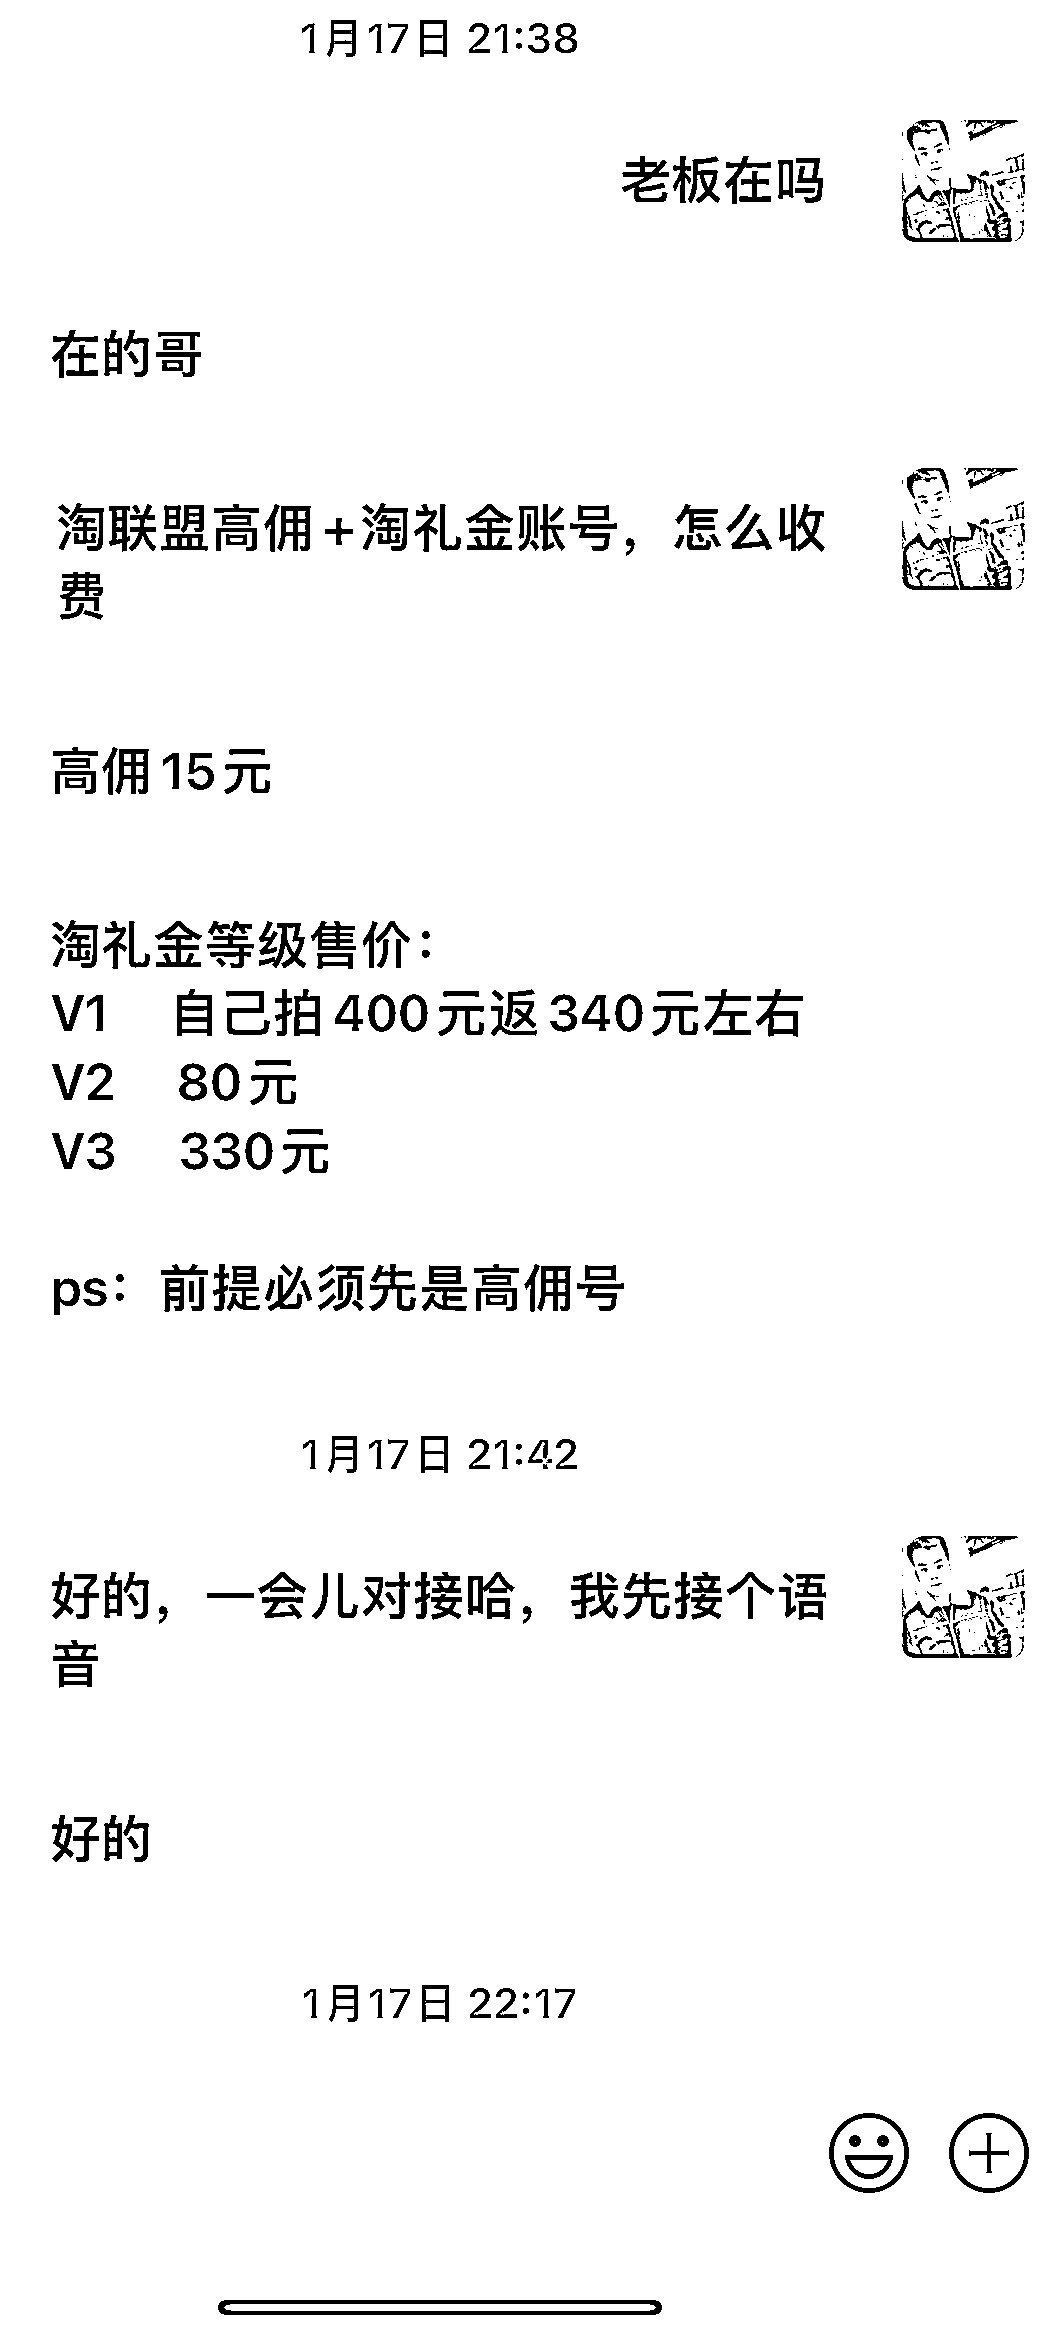 1月17日 21:38
老板在吗
在的哥
淘联盟高佣+淘礼金账号，怎么收
费
高佣15元
淘礼金等级售价：
V1 自己拍400元返340元左右
V2 80元
V3 330元
ps：前提必须先是高佣号
1月17日 21:42
好的，一会儿对接哈，我先接个语
音
好的
1月17日 22:17